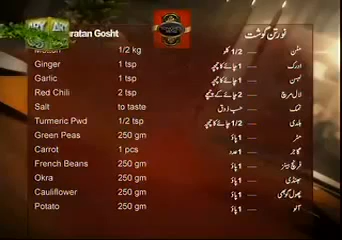 ratan Gosht نورتن گوشت
Mutton 1/2 kg مٹن ---- 1/2 کلو
Ginger 1 tsp ادرک ---- 1 چائے کا چمچ
Garlic 1 tsp لہسن ---- 1 چائے کا چمچ
Red Chili 2 tsp لال مرچ ---- 2 چائے کے چمچ
Salt to taste نمک ---- حسب ذوق
Turmeric Pwd 1/2 tsp ہلدی ---- 1/2 چائے کا چمچ
Green Peas 250 gm مٹر ---- 1 پاؤ
Carrot 1 pcs گاجر ---- 1 عدد
French Beans 250 gm فرنچ بینز ---- 1 پاؤ
Okra 250 gm بھنڈی ---- 1 پاؤ
Cauliflower 250 gm پھول گوبھی ---- 1 پاؤ
Potato 250 gm آلو ---- 1 پاؤ